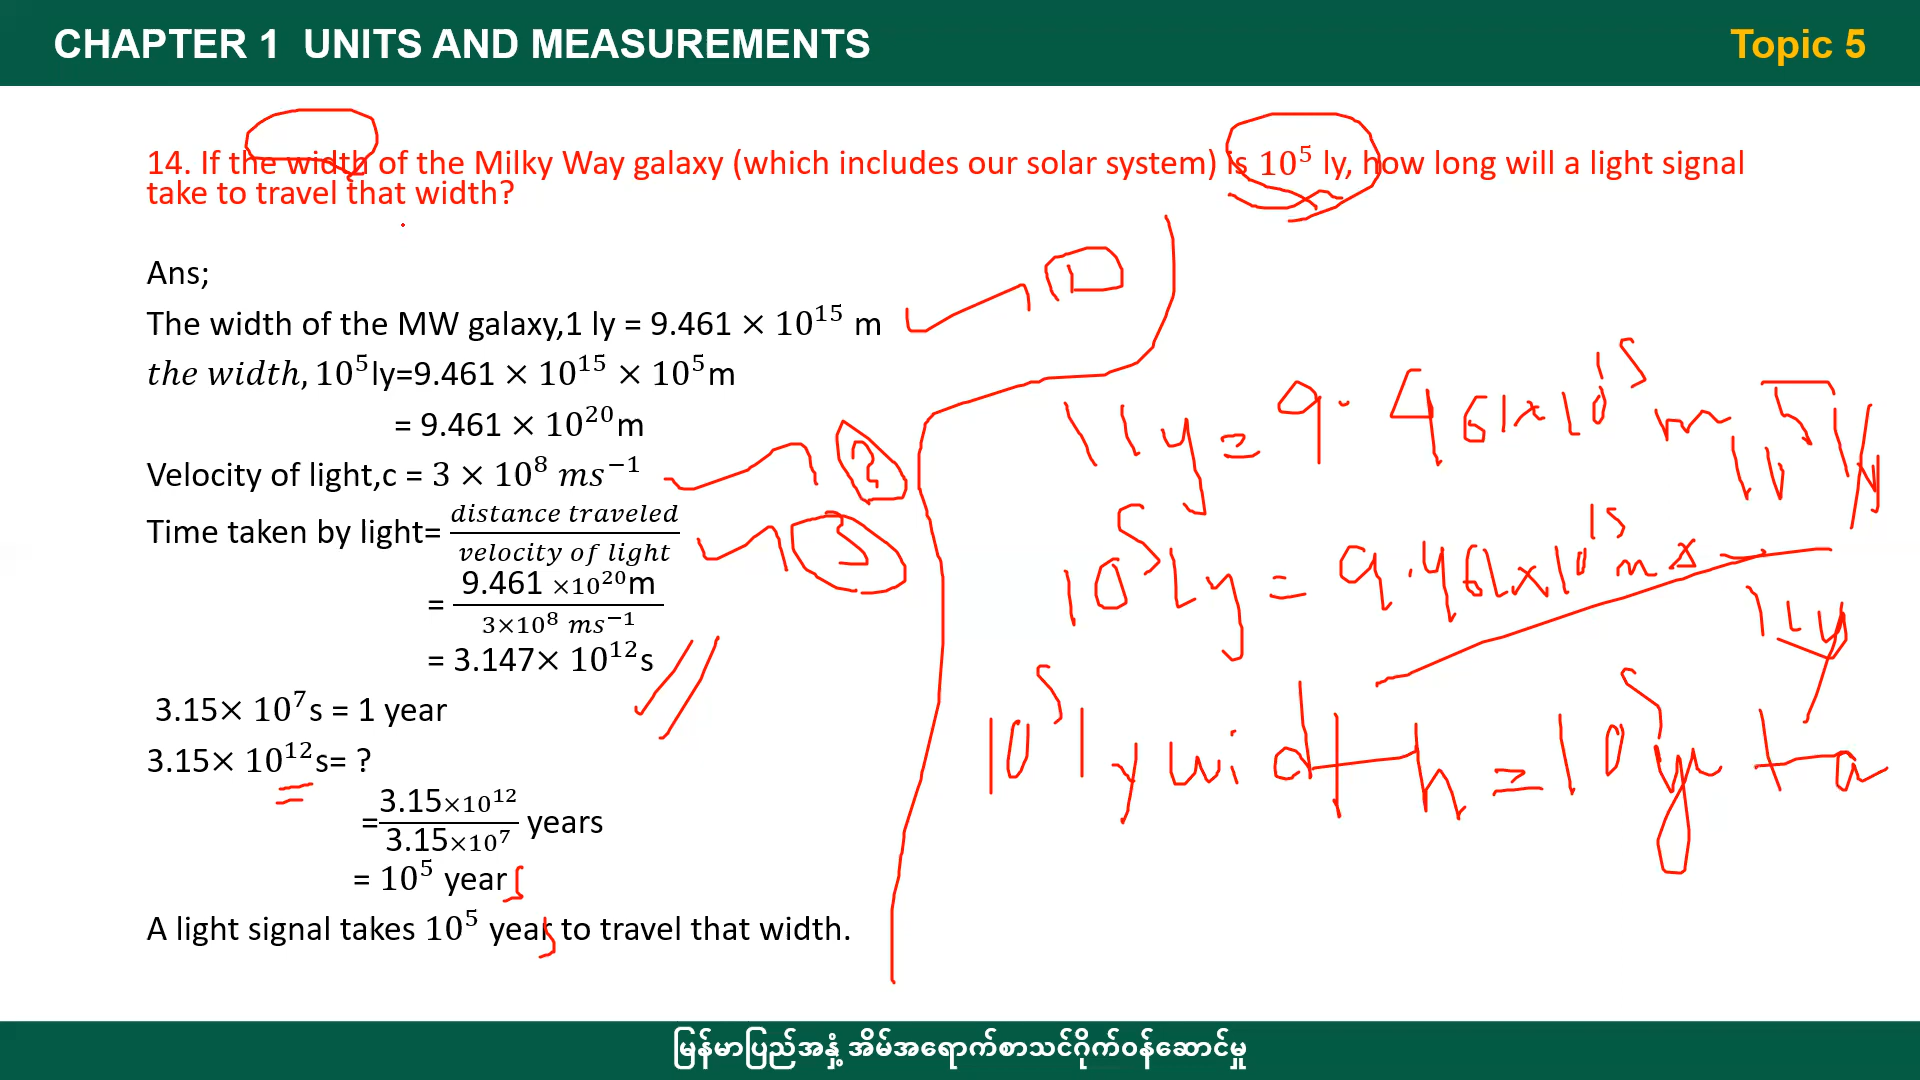 CHAPTER 1 UNITS AND MEASUREMENTS
Topic 5
14. If the width of the Milky Way galaxy (which includes our solar system) is 10⁵ ly, how long will a light signal
take to travel that width?
Ans;
The width of the MW galaxy,1 ly = 9.461 × 10¹⁵ m
the width, 10⁵ly=9.461 × 10¹⁵ × 10⁵m
= 9.461 × 10²⁰m
Velocity of light,c = 3 × 10⁸ ms⁻¹
Time taken by light= distance traveled / velocity of light
= 9.461 ×10²⁰m / 3×10⁸ ms⁻¹
= 3.147× 10¹²s
3.15× 10⁷s = 1 year
3.15× 10¹²s= ?
= 3.15×10¹² / 3.15×10⁷ years
= 10⁵ years
A light signal takes 10⁵ years to travel that width.
1
2
3
1 ly = 9.461×10¹⁵ m
10⁵ ly = 9.461×10¹⁵ m ×
1 ly
10⁵ ly width = 10⁵ y
မြန်မာပြည်အနှံ့ အိမ်အရောက်စာသင်ဂိုက်ဝန်ဆောင်မှု